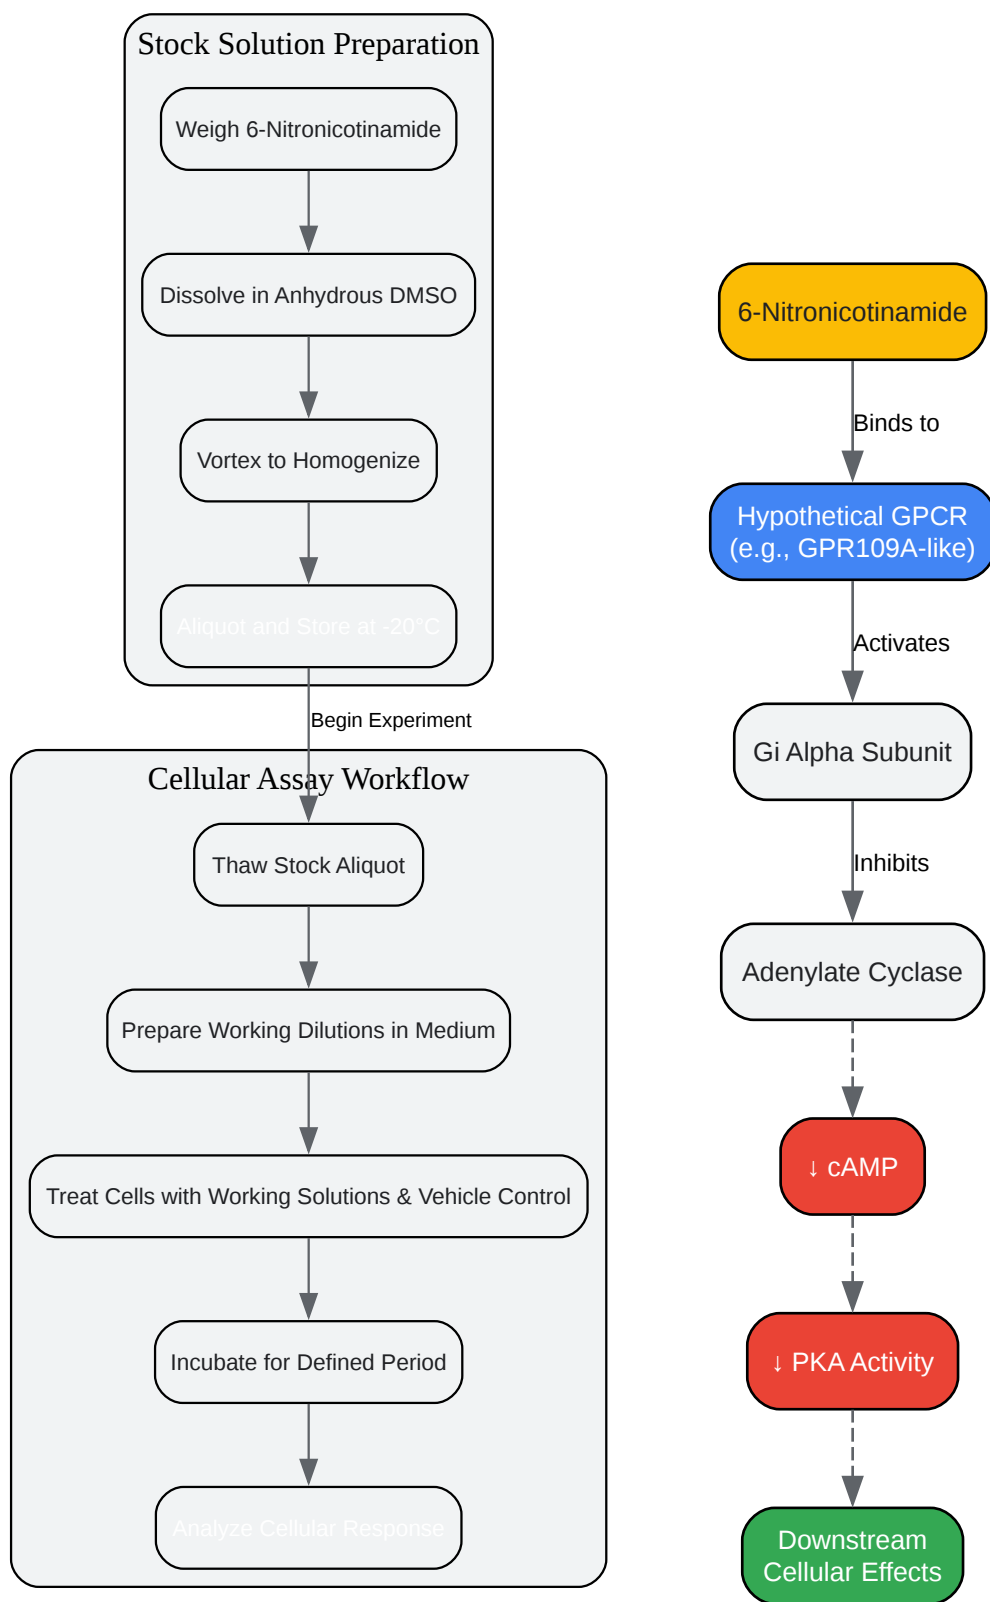 Stock Solution Preparation
Weigh 6-Nitronicotinamide
Dissolve in Anhydrous DMSO
Vortex to Homogenize
Aliquot and Store at -20°C
Begin Experiment
Cellular Assay Workflow
Thaw Stock Aliquot
Prepare Working Dilutions in Medium
Treat Cells with Working Solutions & Vehicle Control
Incubate for Defined Period
Analyze Cellular Response
6-Nitronicotinamide
Binds to
Hypothetical GPCR
(e.g., GPR109A-like)
Activates
Gi Alpha Subunit
Inhibits
Adenylate Cyclase
↓ cAMP
↓ PKA Activity
Downstream
Cellular Effects